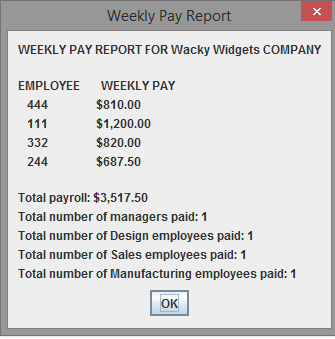 Weekly Pay Report
WEEKLY PAY REPORT FOR Wacky Widgets COMPANY
EMPLOYEE WEEKLY PAY
444 $810.00
111 $1,200.00
332 $820.00
244 $687.50
Total payroll: $3,517.50
Total number of managers paid: 1
Total number of Design employees paid: 1
Total number of Sales employees paid: 1
Total number of Manufacturing employees paid: 1
OK